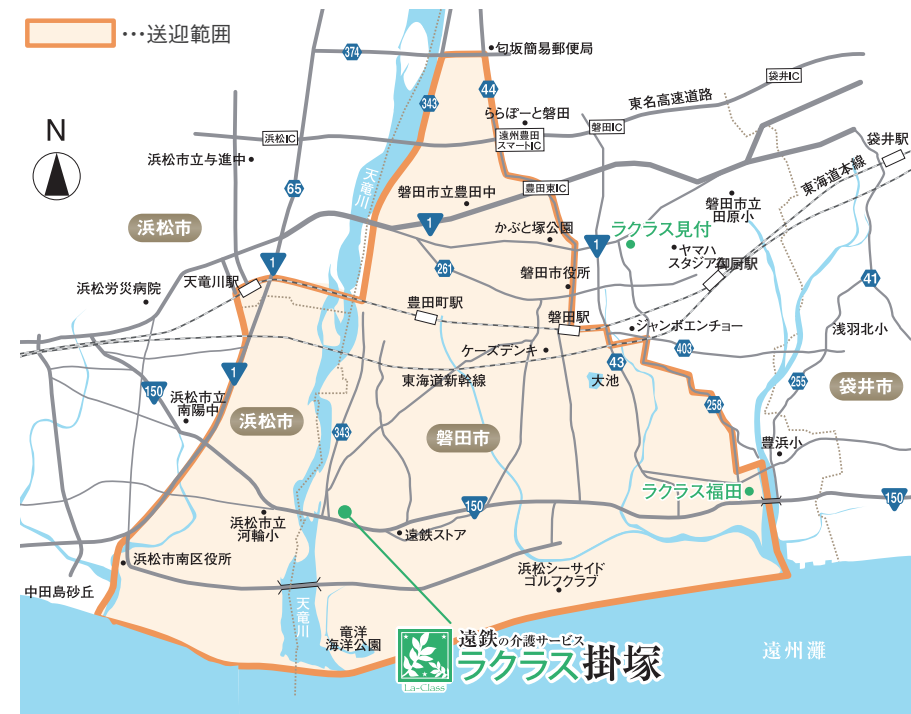 …送迎範囲
N
匂坂簡易郵便局
374
343
44
袋井IC
東名高速道路
ららぽーと磐田
浜松IC
遠州豊田
スマートIC
磐田IC
袋井駅
浜松市立与進中
65
天竜川
磐田市立豊田中
豊田東IC
東海道本線
磐田市立
田原小
浜松市
1
かぶと塚公園
1
ラクラス見付
ヤマハ
スタジアム
御厨駅
1
261
磐田市役所
41
天竜川駅
浜松労災病院
豊田町駅
磐田駅
ジャンボエンチョー
浅羽北小
ケーズデンキ
403
1
東海道新幹線
43
大池
150
浜松市立
南陽中
255
袋井市
258
浜松市
343
磐田市
豊浜小
ラクラス福田
150
150
浜松市立
河輪小
遠鉄ストア
浜松市南区役所
浜松シーサイド
ゴルフクラブ
中田島砂丘
天竜川
竜洋
海洋公園
遠鉄の介護サービス
ラクラス掛塚
La-Class
遠州灘